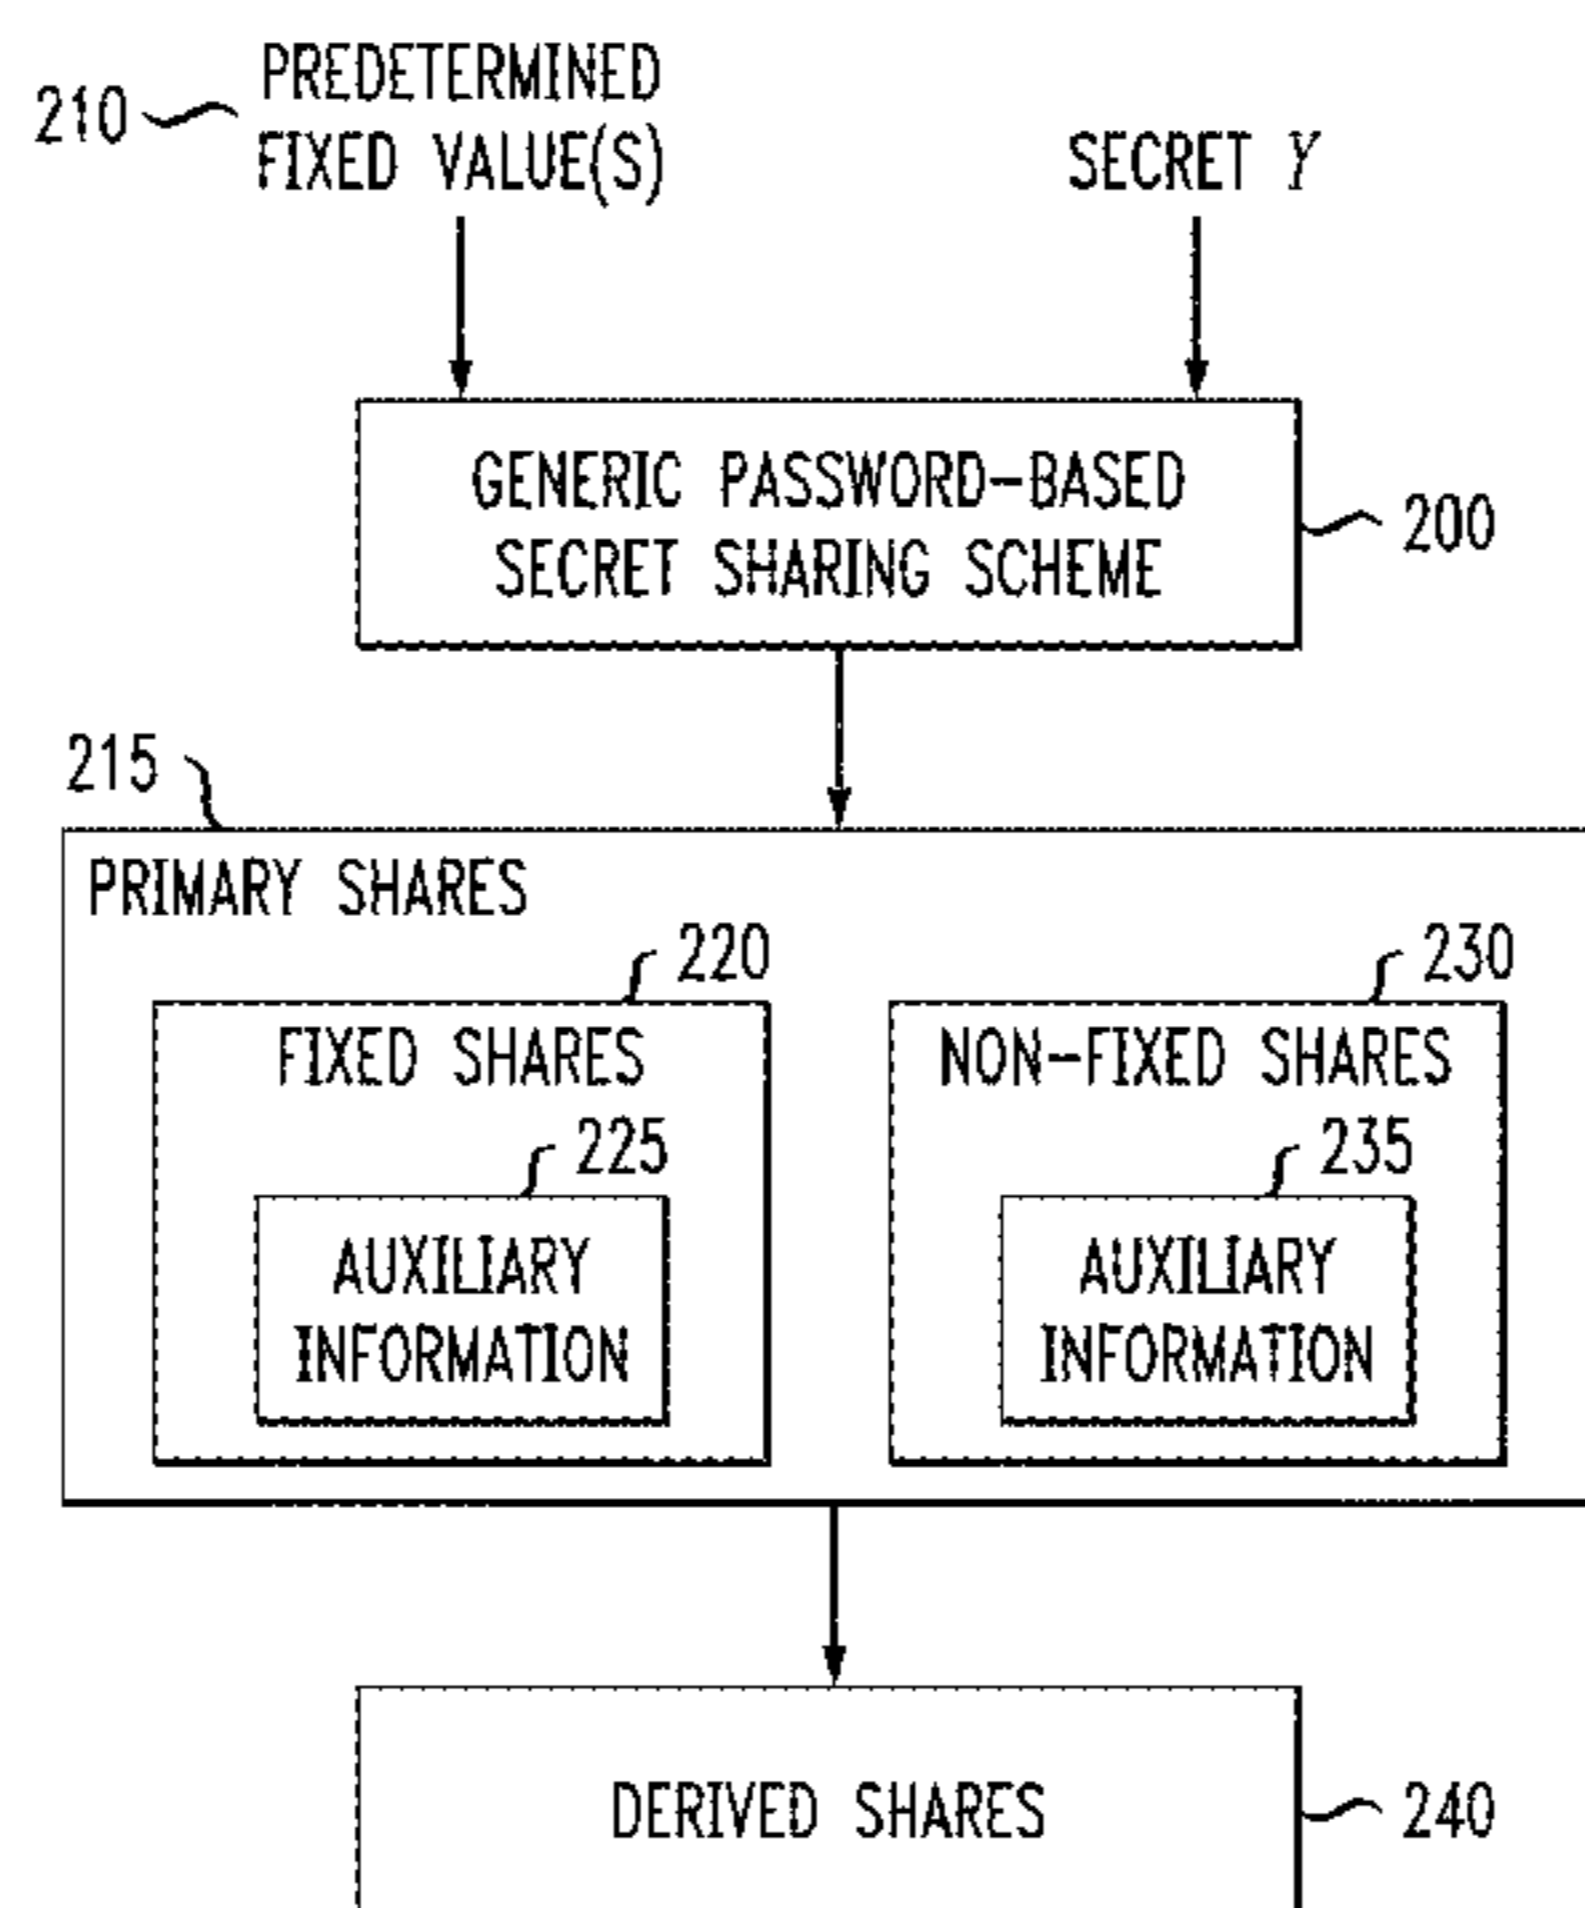 210
PREDETERMINED
FIXED VALUE(S)
SECRET Y
GENERIC PASSWORD-BASED
SECRET SHARING SCHEME
200
215
PRIMARY SHARES
220
230
FIXED SHARES
NON-FIXED SHARES
225
235
AUXILIARY
INFORMATION
AUXILIARY
INFORMATION
DERIVED SHARES
240